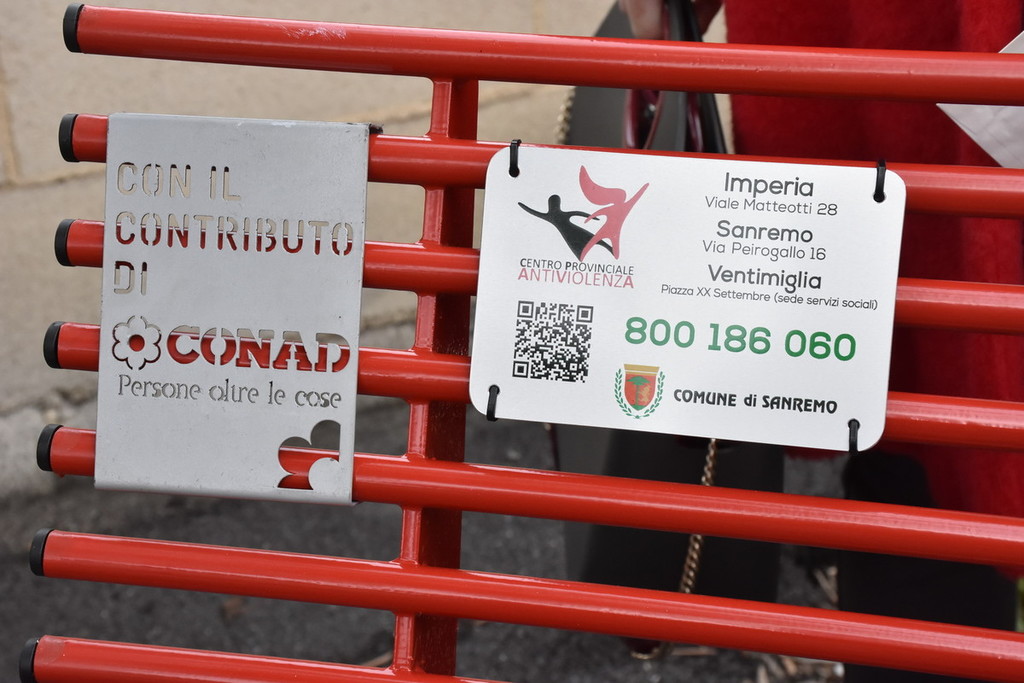 CON IL
CONTRIBUTO
DI
CONAD
Persone oltre le cose
CENTRO PROVINCIALE
ANTIVIOLENZA
Imperia
Viale Matteotti 28
Sanremo
Via Peirogallo 16
Ventimiglia
Piazza XX Settembre (sede servizi sociali)
800 186 060
COMUNE di SANREMO